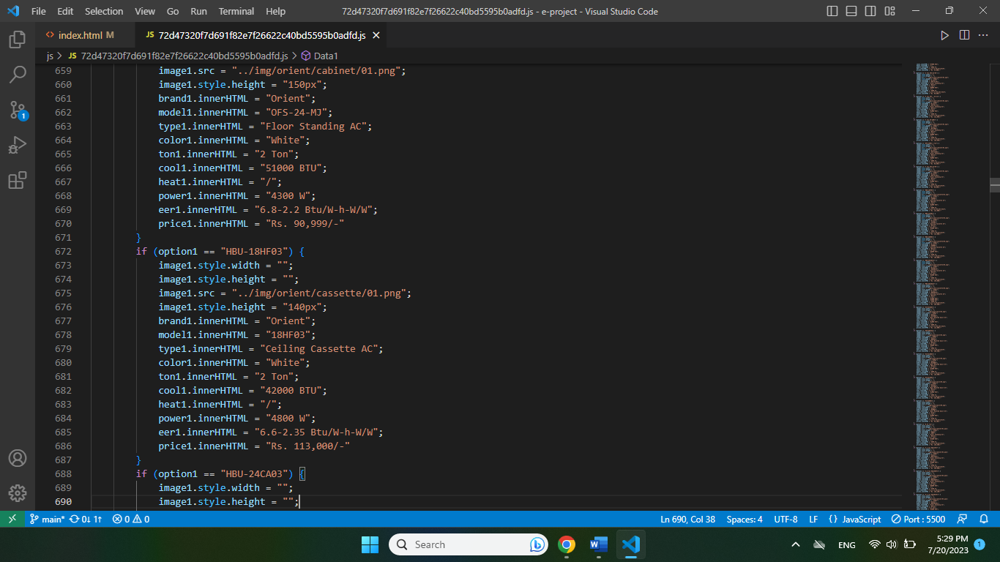 File Edit Selection View Go Run Terminal Help 72d47320f7d691f82e7f26622c40bd5595b0adfd.js - e-project - Visual Studio Code
index.html M JS 72d47320f7d691f82e7f26622c40bd5595b0adfd.js
js > JS 72d47320f7d691f82e7f26622c40bd5595b0adfd.js > Data1
659 image1.src = "../img/orient/cabinet/01.png";
660 image1.style.height = "150px";
661 brand1.innerHTML = "Orient";
662 model1.innerHTML = "OFS-24-MJ";
663 type1.innerHTML = "Floor Standing AC";
664 color1.innerHTML = "White";
665 ton1.innerHTML = "2 Ton";
666 cool1.innerHTML = "51000 BTU";
667 heat1.innerHTML = "/";
668 power1.innerHTML = "4300 W";
669 eer1.innerHTML = "6.8-2.2 Btu/W-h-W/W";
670 price1.innerHTML = "Rs. 90,999/-"
671 }
672 if (option1 == "HBU-18HF03") {
673 image1.style.width = "";
674 image1.style.height = "";
675 image1.src = "../img/orient/cassette/01.png";
676 image1.style.height = "140px";
677 brand1.innerHTML = "Orient";
678 model1.innerHTML = "18HF03";
679 type1.innerHTML = "Ceiling Cassette AC";
680 color1.innerHTML = "White";
681 ton1.innerHTML = "2 Ton";
682 cool1.innerHTML = "42000 BTU";
683 heat1.innerHTML = "/";
684 power1.innerHTML = "4800 W";
685 eer1.innerHTML = "6.6-2.35 Btu/W-h-W/W";
686 price1.innerHTML = "Rs. 113,000/-"
687 }
688 if (option1 == "HBU-24CA03") {
689 image1.style.width = "";
690 image1.style.height = "";
1
main* 0↓ 1↑ 0 0 Ln 690, Col 38 Spaces: 4 UTF-8 LF {} JavaScript Port : 5500
Search ENG 5:29 PM
7/20/2023 1